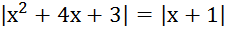 |x² + 4x + 3| = |x + 1|